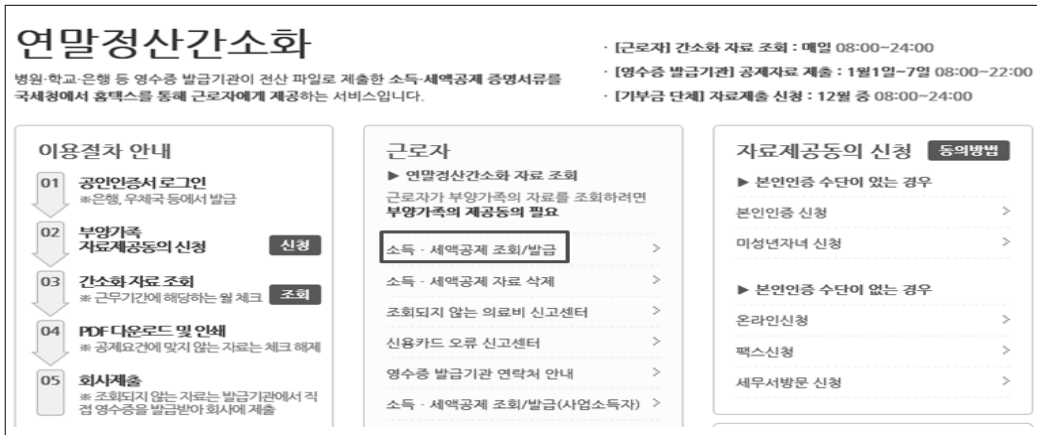 연말정산간소화
병원·학교·은행 등 영수증 발급기관이 전산 파일로 제출한 소득·세액공제 증명서류를
국세청에서 홈택스를 통해 근로자에게 제공하는 서비스입니다.
· [근로자] 간소화 자료 조회 : 매일 08:00~24:00
· [영수증 발급기관] 공제자료 제출 : 1월1일~7일 08:00~22:00
· [기부금 단체] 자료제출 신청 : 12월 중 08:00~24:00
이용절차 안내
01 공인인증서 로그인
※은행, 우체국 등에서 발급
02 부양가족
자료제공동의 신청 신청
03 간소화 자료 조회
※ 근무기간에 해당하는 월 체크 조회
04 PDF 다운로드 및 인쇄
※ 공제요건에 맞지 않는 자료는 체크 해제
05 회사제출
※ 조회되지 않는 자료는 발급기관에서 직
접 영수증을 발급받아 회사에 제출
근로자
▶ 연말정산간소화 자료 조회
근로자가 부양가족의 자료를 조회하려면
부양가족의 제공동의 필요
소득 · 세액공제 조회/발급 >
소득 · 세액공제 자료 삭제 >
조회되지 않는 의료비 신고센터 >
신용카드 오류 신고센터 >
영수증 발급기관 연락처 안내 >
소득 · 세액공제 조회/발급(사업소득자) >
자료제공동의 신청 동의방법
▶ 본인인증 수단이 있는 경우
본인인증 신청 >
미성년자녀 신청 >
▶ 본인인증 수단이 없는 경우
온라인신청 >
팩스신청 >
세무서방문 신청 >